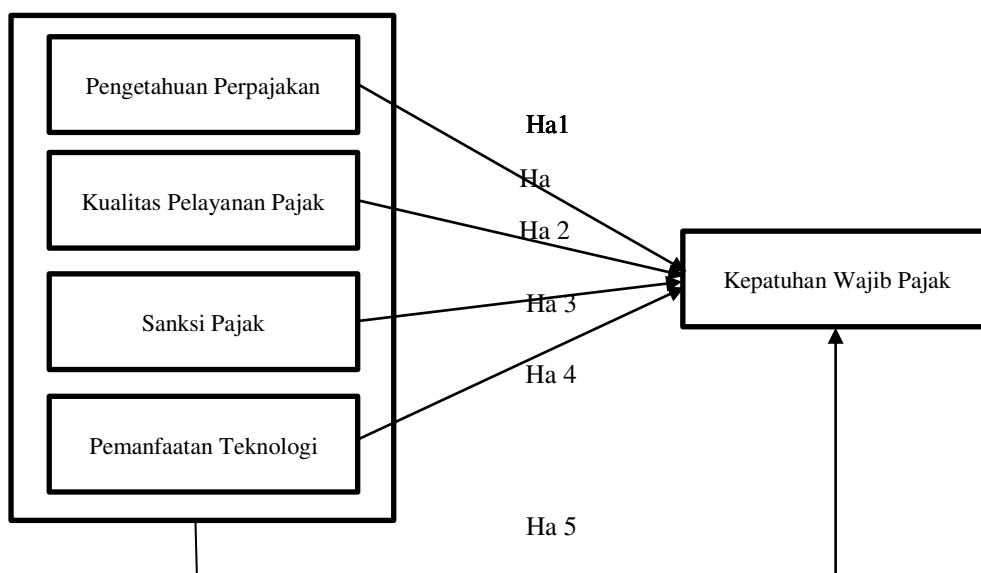 Pengetahuan Perpajakan
Ha1
Ha
Kualitas Pelayanan Pajak
Ha 2
Kepatuhan Wajib Pajak
Sanksi Pajak
Ha 3
Ha 4
Pemanfaatan Teknologi
Ha 5